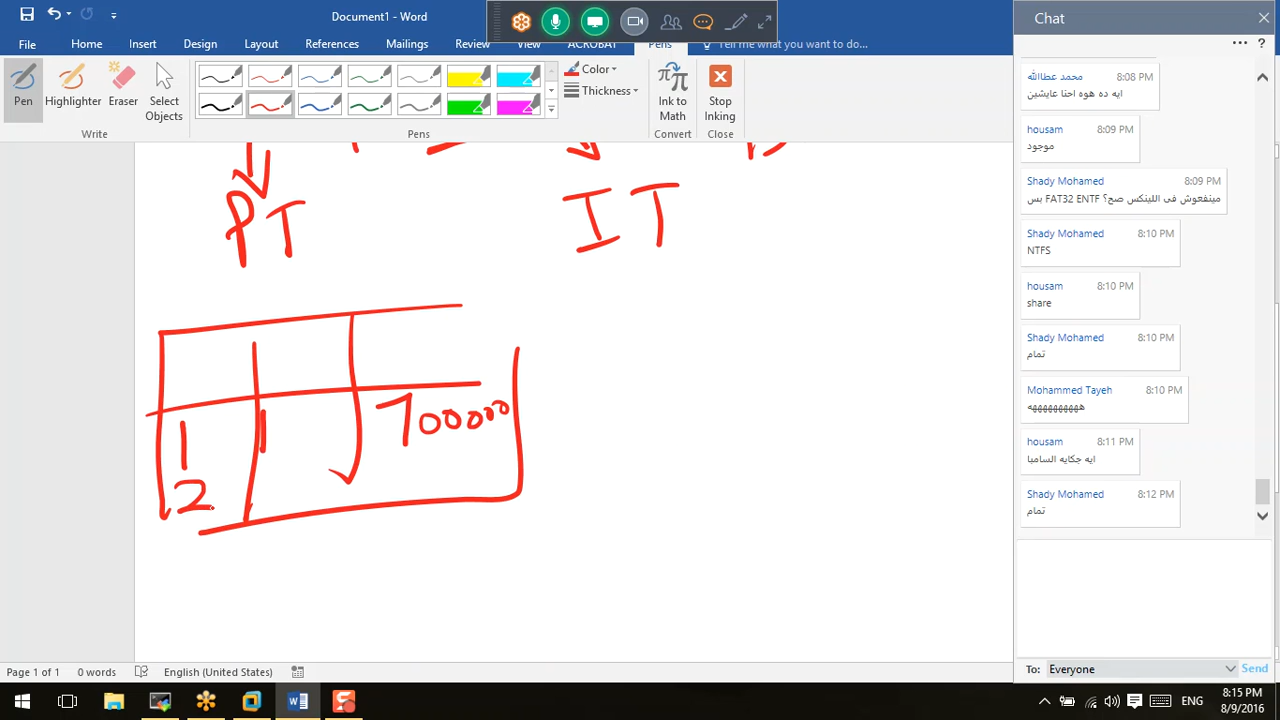 Document1 - Word
File
Home
Insert
Design
Layout
References
Mailings
Review
View
ACROBAT
Pens
Tell me what you want to do...
Pen
Highlighter
Eraser
Select Objects
Write
Pens
Color
Thickness
Ink to Math
Convert
Stop Inking
Close
PT
IT
1 1 700000
2
Chat
محمد عطاالله 8:08 PM
ايه ده هوه احنا عايشين
housam 8:09 PM
موجود
Shady Mohamed 8:09 PM
مينفعوش فى اللينكس صح؟ FAT32 ENTF بس
Shady Mohamed 8:10 PM
NTFS
housam 8:10 PM
share
Shady Mohamed 8:10 PM
تمام
Mohammed Tayeh 8:10 PM
housam 8:11 PM
ايه حكايه السامبا
Shady Mohamed 8:12 PM
تمام
To: Everyone Send
Page 1 of 1 0 words English (United States)
ENG 8:15 PM
8/9/2016